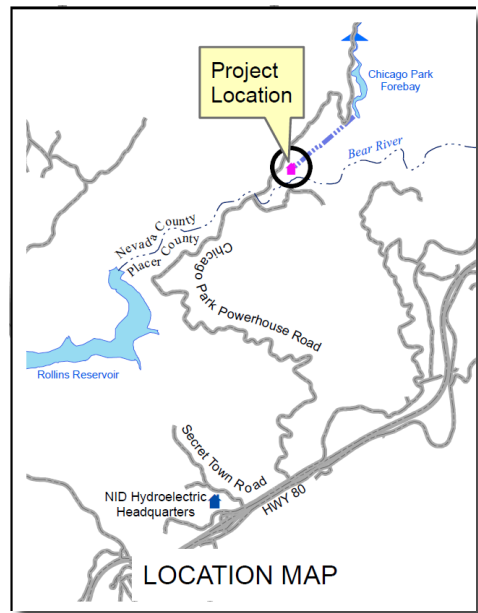 Project
Location
Chicago Park
Forebay
Bear River
Nevada County
Placer County
Chicago Park Powerhouse Road
Rollins Reservoir
Secret Town Road
NID Hydroelectric
Headquarters
HWY 80
LOCATION MAP